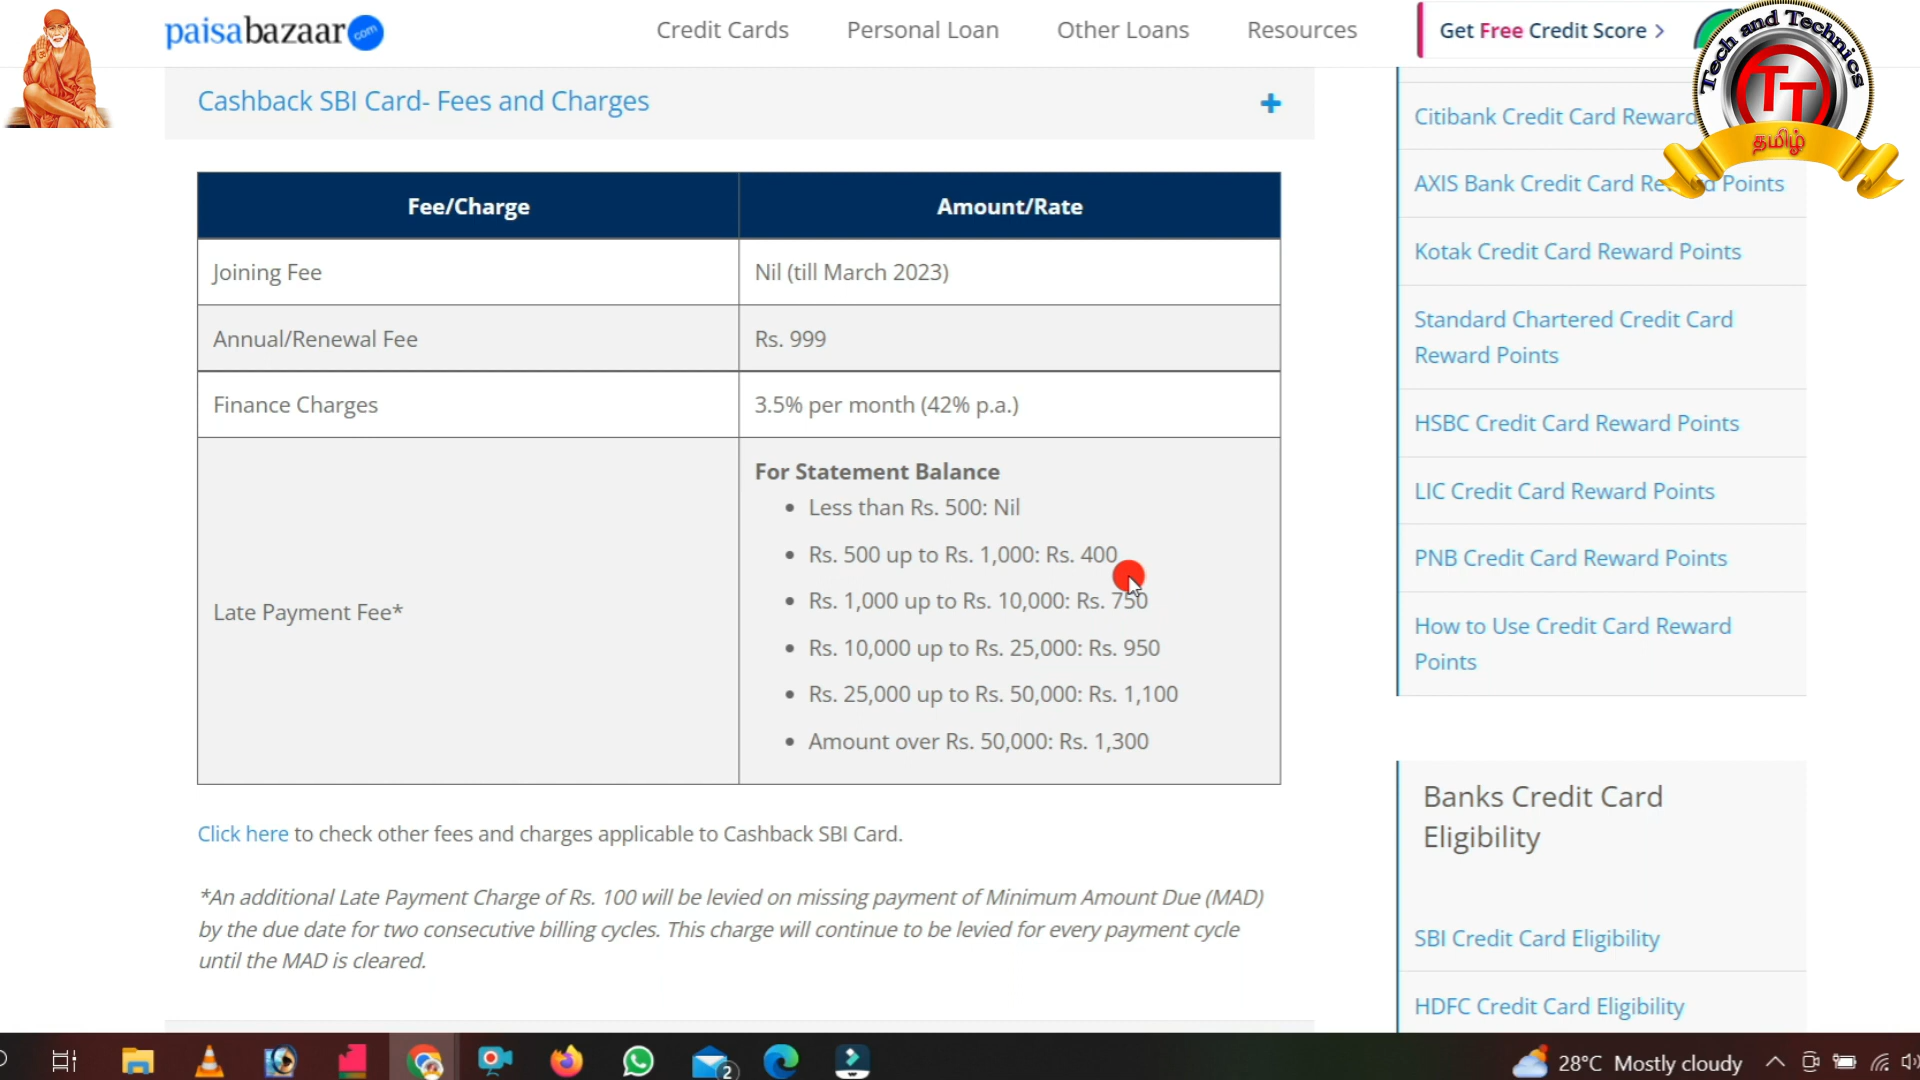 paisabazaar.com
Credit Cards
Personal Loan
Other Loans
Resources
Get Free Credit Score >
Tech and Technics
TT
தமிழ்
Cashback SBI Card- Fees and Charges
+
Fee/Charge
Amount/Rate
Joining Fee
Nil (till March 2023)
Annual/Renewal Fee
Rs. 999
Finance Charges
3.5% per month (42% p.a.)
Late Payment Fee*
For Statement Balance
• Less than Rs. 500: Nil
• Rs. 500 up to Rs. 1,000: Rs. 400
• Rs. 1,000 up to Rs. 10,000: Rs. 750
• Rs. 10,000 up to Rs. 25,000: Rs. 950
• Rs. 25,000 up to Rs. 50,000: Rs. 1,100
• Amount over Rs. 50,000: Rs. 1,300
Click here to check other fees and charges applicable to Cashback SBI Card.
*An additional Late Payment Charge of Rs. 100 will be levied on missing payment of Minimum Amount Due (MAD)
by the due date for two consecutive billing cycles. This charge will continue to be levied for every payment cycle
until the MAD is cleared.
Citibank Credit Card Reward
AXIS Bank Credit Card Reward Points
Kotak Credit Card Reward Points
Standard Chartered Credit Card
Reward Points
HSBC Credit Card Reward Points
LIC Credit Card Reward Points
PNB Credit Card Reward Points
How to Use Credit Card Reward
Points
Banks Credit Card
Eligibility
SBI Credit Card Eligibility
HDFC Credit Card Eligibility
2
28°C Mostly cloudy